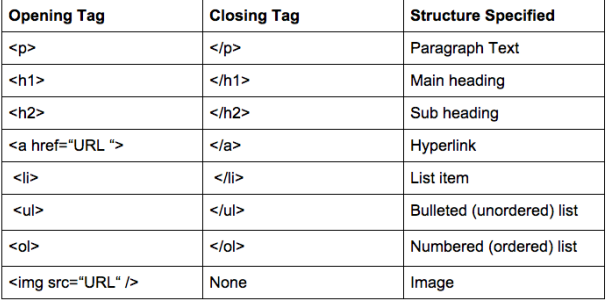 Opening Tag Closing Tag Structure Specified
<p> </p> Paragraph Text
<h1> </h1> Main heading
<h2> </h2> Sub heading
<a href=“URL “> </a> Hyperlink
<li> </li> List item
<ul> </ul> Bulleted (unordered) list
<ol> </ol> Numbered (ordered) list
<img src=“URL“ /> None Image